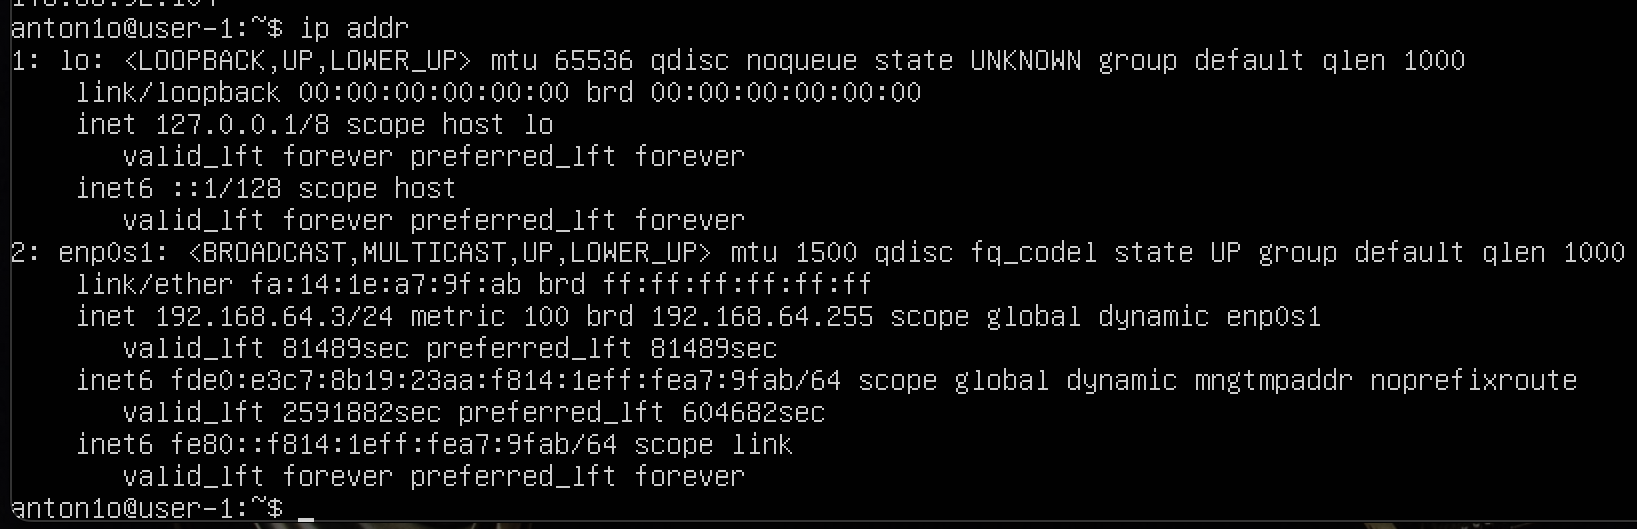 anton1o@user-1:~$ ip addr
1: lo: <LOOPBACK,UP,LOWER_UP> mtu 65536 qdisc noqueue state UNKNOWN group default qlen 1000
    link/loopback 00:00:00:00:00:00 brd 00:00:00:00:00:00
    inet 127.0.0.1/8 scope host lo
       valid_lft forever preferred_lft forever
    inet6 ::1/128 scope host
       valid_lft forever preferred_lft forever
2: enp0s1: <BROADCAST,MULTICAST,UP,LOWER_UP> mtu 1500 qdisc fq_codel state UP group default qlen 1000
    link/ether fa:14:1e:a7:9f:ab brd ff:ff:ff:ff:ff:ff
    inet 192.168.64.3/24 metric 100 brd 192.168.64.255 scope global dynamic enp0s1
       valid_lft 81489sec preferred_lft 81489sec
    inet6 fde0:e3c7:8b19:23aa:f814:1eff:fea7:9fab/64 scope global dynamic mngtmpaddr noprefixroute
       valid_lft 2591882sec preferred_lft 604682sec
    inet6 fe80::f814:1eff:fea7:9fab/64 scope link
       valid_lft forever preferred_lft forever
anton1o@user-1:~$ _